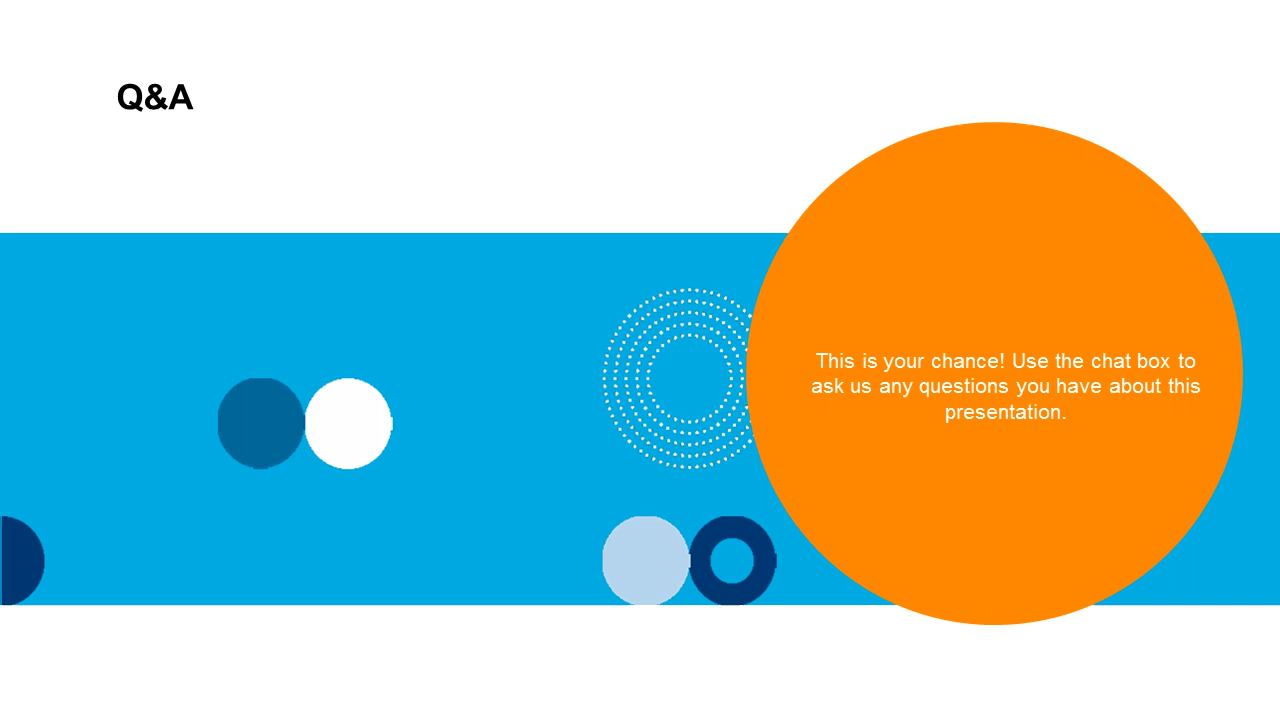 Q&A
This is your chance! Use the chat box to
ask us any questions you have about this
presentation.